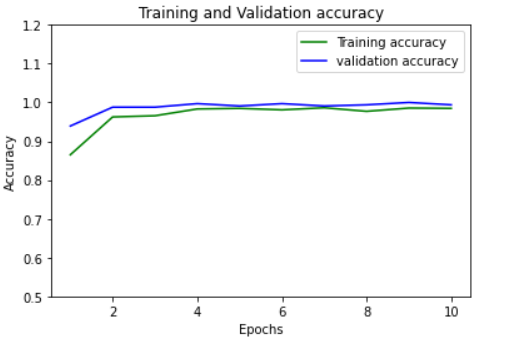 Training and Validation accuracy
1.2
1.1
1.0
0.9
0.8
0.7
0.6
0.5
Accuracy
Training accuracy
validation accuracy
2 4 6 8 10
Epochs